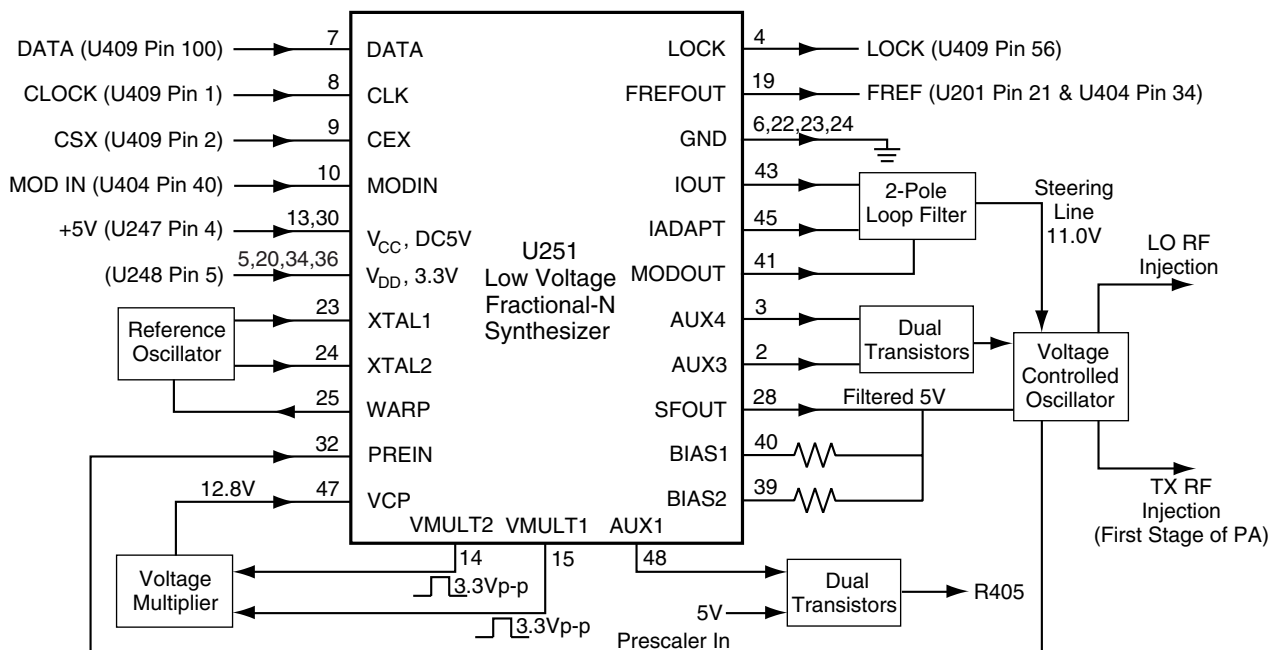 DATA (U409 Pin 100)
7
DATA
CLOCK (U409 Pin 1)
8
CLK
CSX (U409 Pin 2)
9
CEX
MOD IN (U404 Pin 40)
10
MODIN
+5V (U247 Pin 4)
13,30
VCC, DC5V
(U248 Pin 5)
5,20,34,36
VDD, 3.3V
Reference
Oscillator
23
XTAL1
24
XTAL2
25
WARP
32
PREIN
12.8V
47
VCP
U251
Low Voltage
Fractional-N
Synthesizer
LOCK
4
LOCK (U409 Pin 56)
FREFOUT
19
FREF (U201 Pin 21 & U404 Pin 34)
GND
6,22,23,24
IOUT
43
IADAPT
45
MODOUT
41
2-Pole
Loop Filter
Steering
Line
11.0V
LO RF
Injection
AUX4
3
AUX3
2
Dual
Transistors
Voltage
Controlled
Oscillator
SFOUT
28
Filtered 5V
BIAS1
40
BIAS2
39
TX RF
Injection
(First Stage of PA)
VMULT2
VMULT1
AUX1
14
15
48
Voltage
Multiplier
3.3Vp-p
3.3Vp-p
Dual
Transistors
R405
5V
Prescaler In